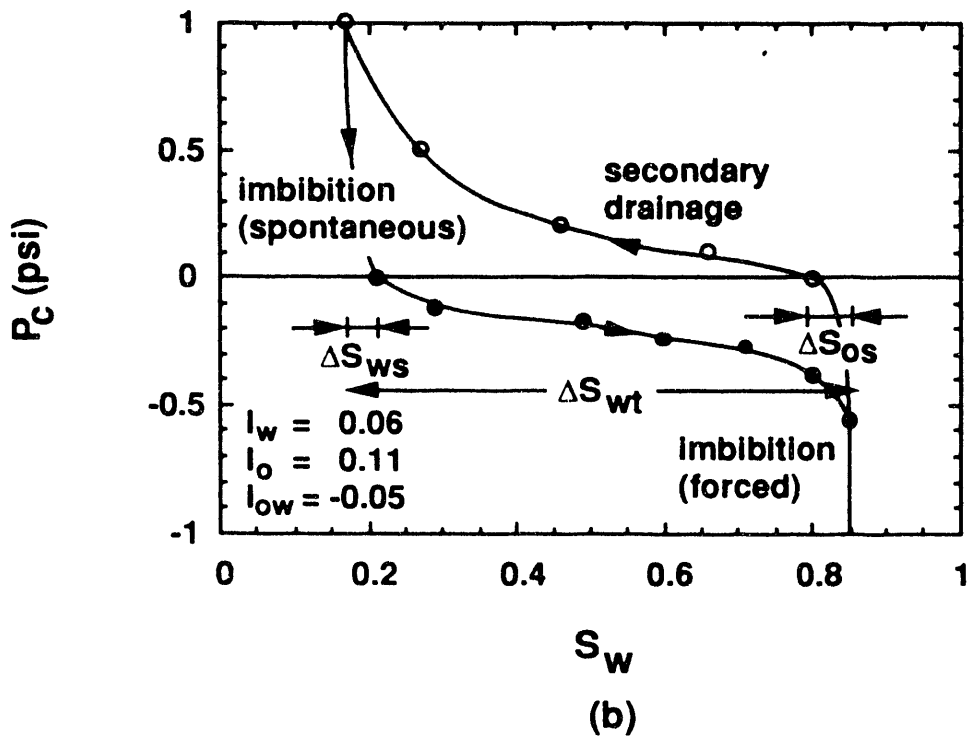 1
0.5
0
-0.5
-1
P_C (psi)
imbibition
(spontaneous)
secondary
drainage
ΔS_ws
ΔS_os
ΔS_wt
I_w = 0.06
I_o = 0.11
I_ow = -0.05
imbibition
(forced)
0 0.2 0.4 0.6 0.8 1
S_w
(b)